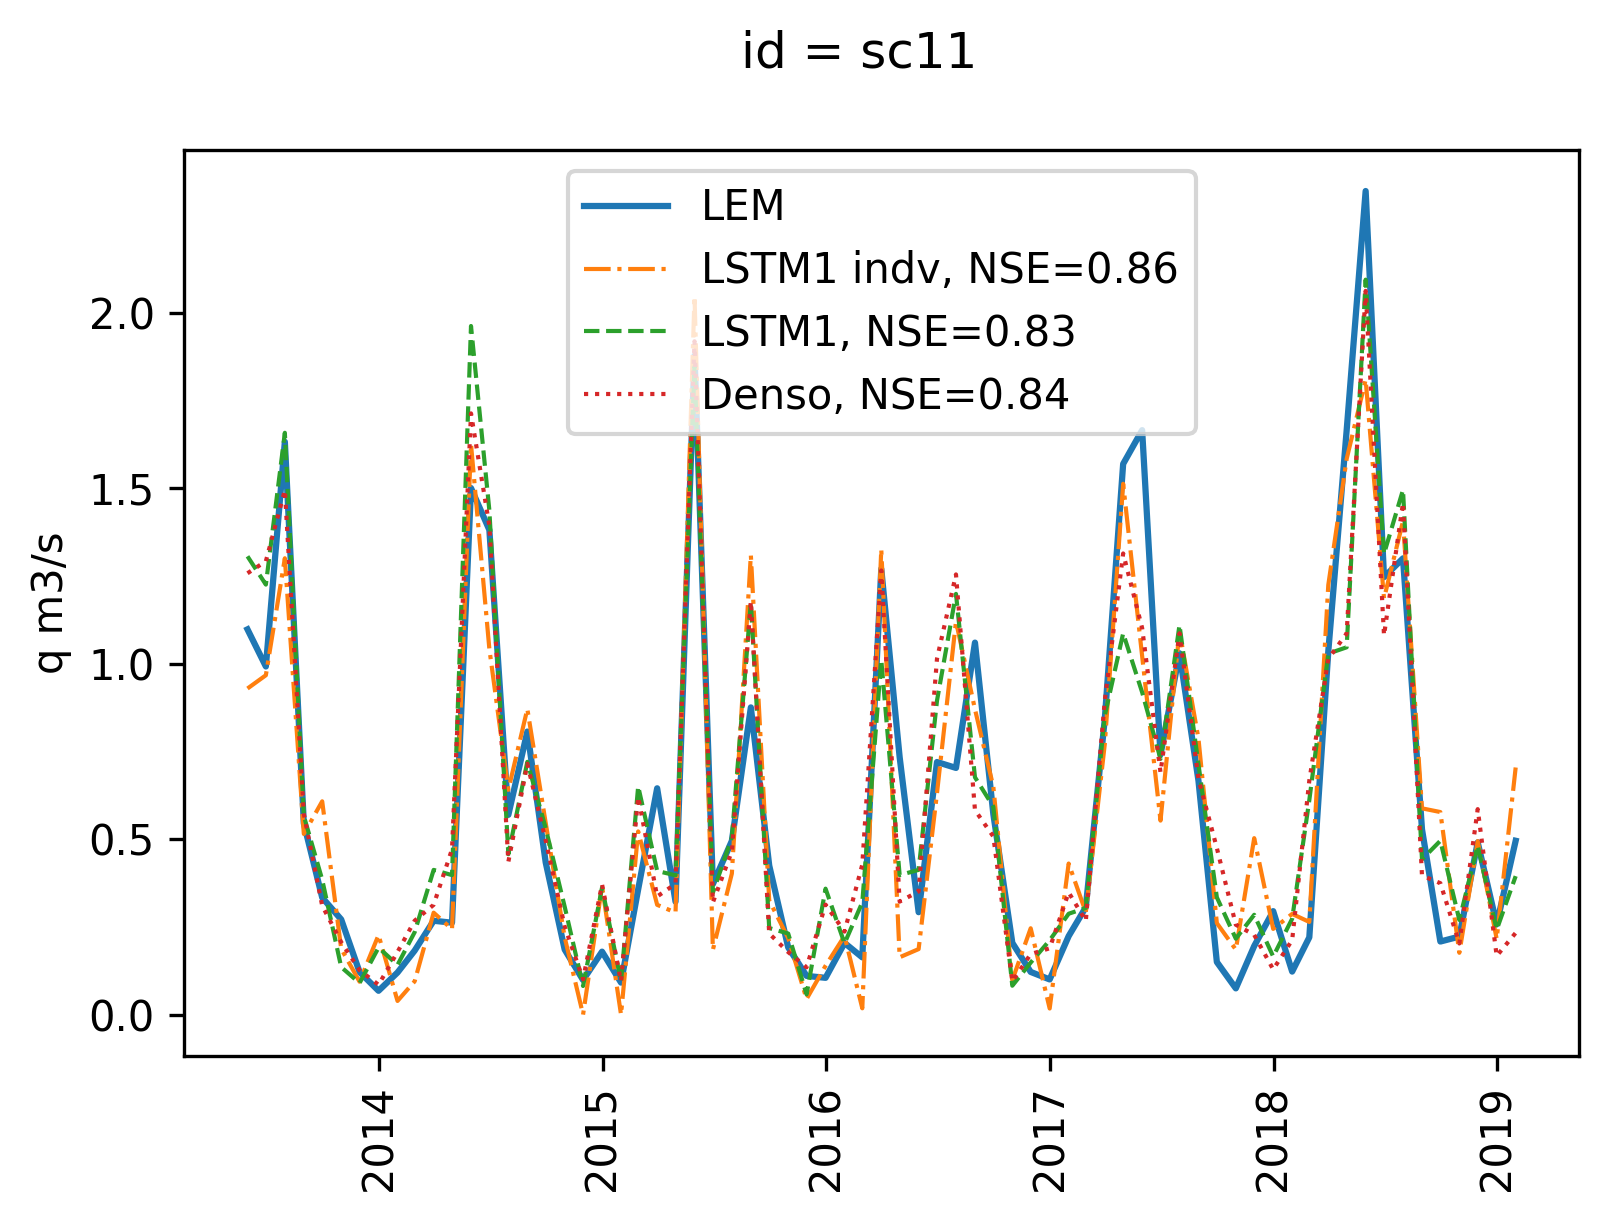 id = sc11
LEM
LSTM1 indv, NSE=0.86
LSTM1, NSE=0.83
Denso, NSE=0.84
q m3/s
2.0
1.5
1.0
0.5
0.0
2014
2015
2016
2017
2018
2019